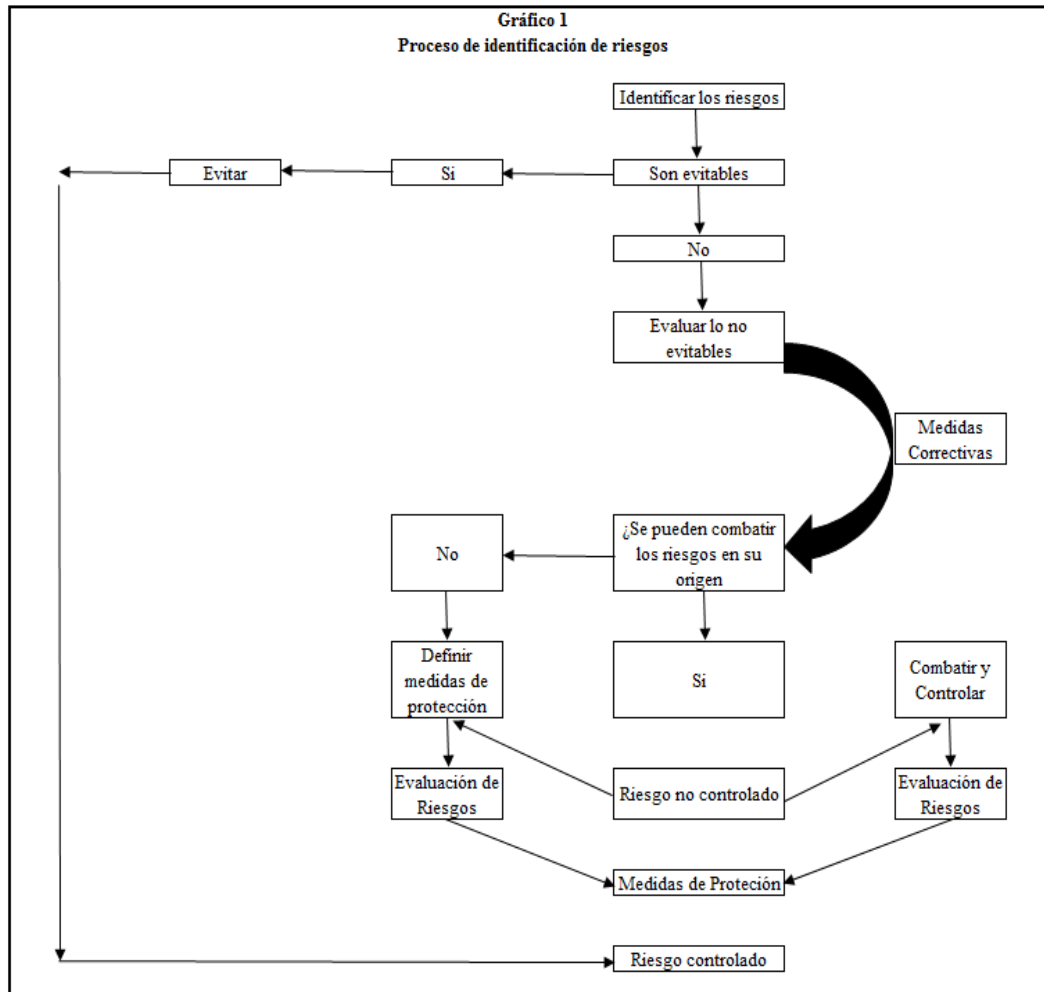 Gráfico 1
Proceso de identificación de riesgos
Identificar los riesgos
Evitar
Si
Son evitables
No
Evaluar lo no
evitables
Medidas
Correctivas
No
¿Se pueden combatir
los riesgos en su
origen
Definir
medidas de
protección
Si
Combatir y
Controlar
Evaluación de
Riesgos
Riesgo no controlado
Evaluación de
Riesgos
Medidas de Proteción
Riesgo controlado